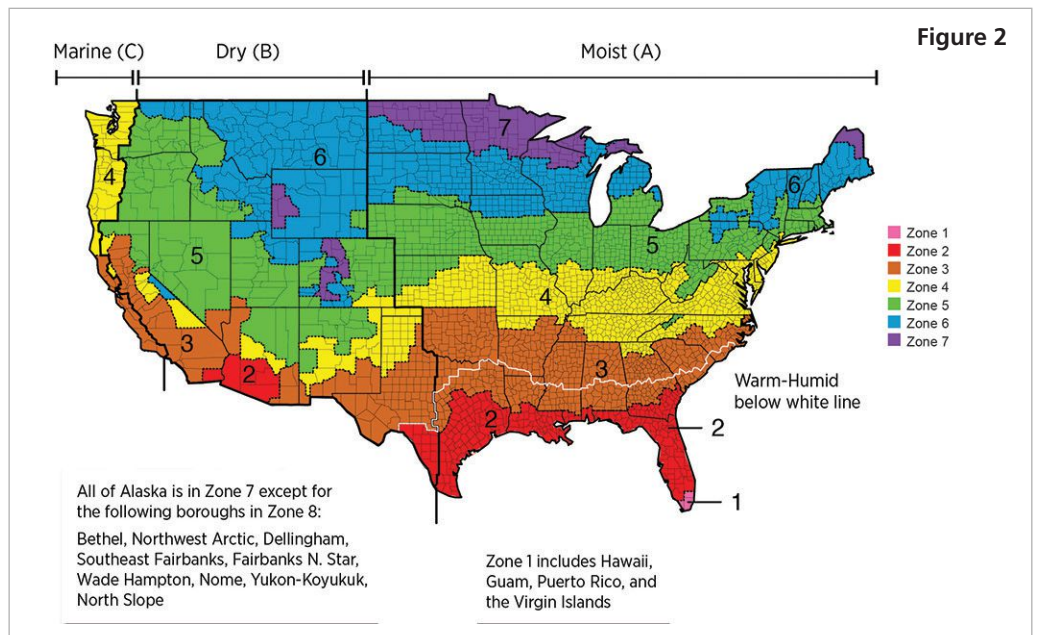 Figure 2
Marine (C)
Dry (B)
Moist (A)
7
6
6
6
4
5
5
4
3
3
2
2
Zone 1
Zone 2
Zone 3
Zone 4
Zone 5
Zone 6
Zone 7
Warm-Humid
below white line
2
1
All of Alaska is in Zone 7 except for
the following boroughs in Zone 8:
Bethel, Northwest Arctic, Dellingham,
Southeast Fairbanks, Fairbanks N. Star,
Wade Hampton, Nome, Yukon-Koyukuk,
North Slope
Zone 1 includes Hawaii,
Guam, Puerto Rico, and
the Virgin Islands